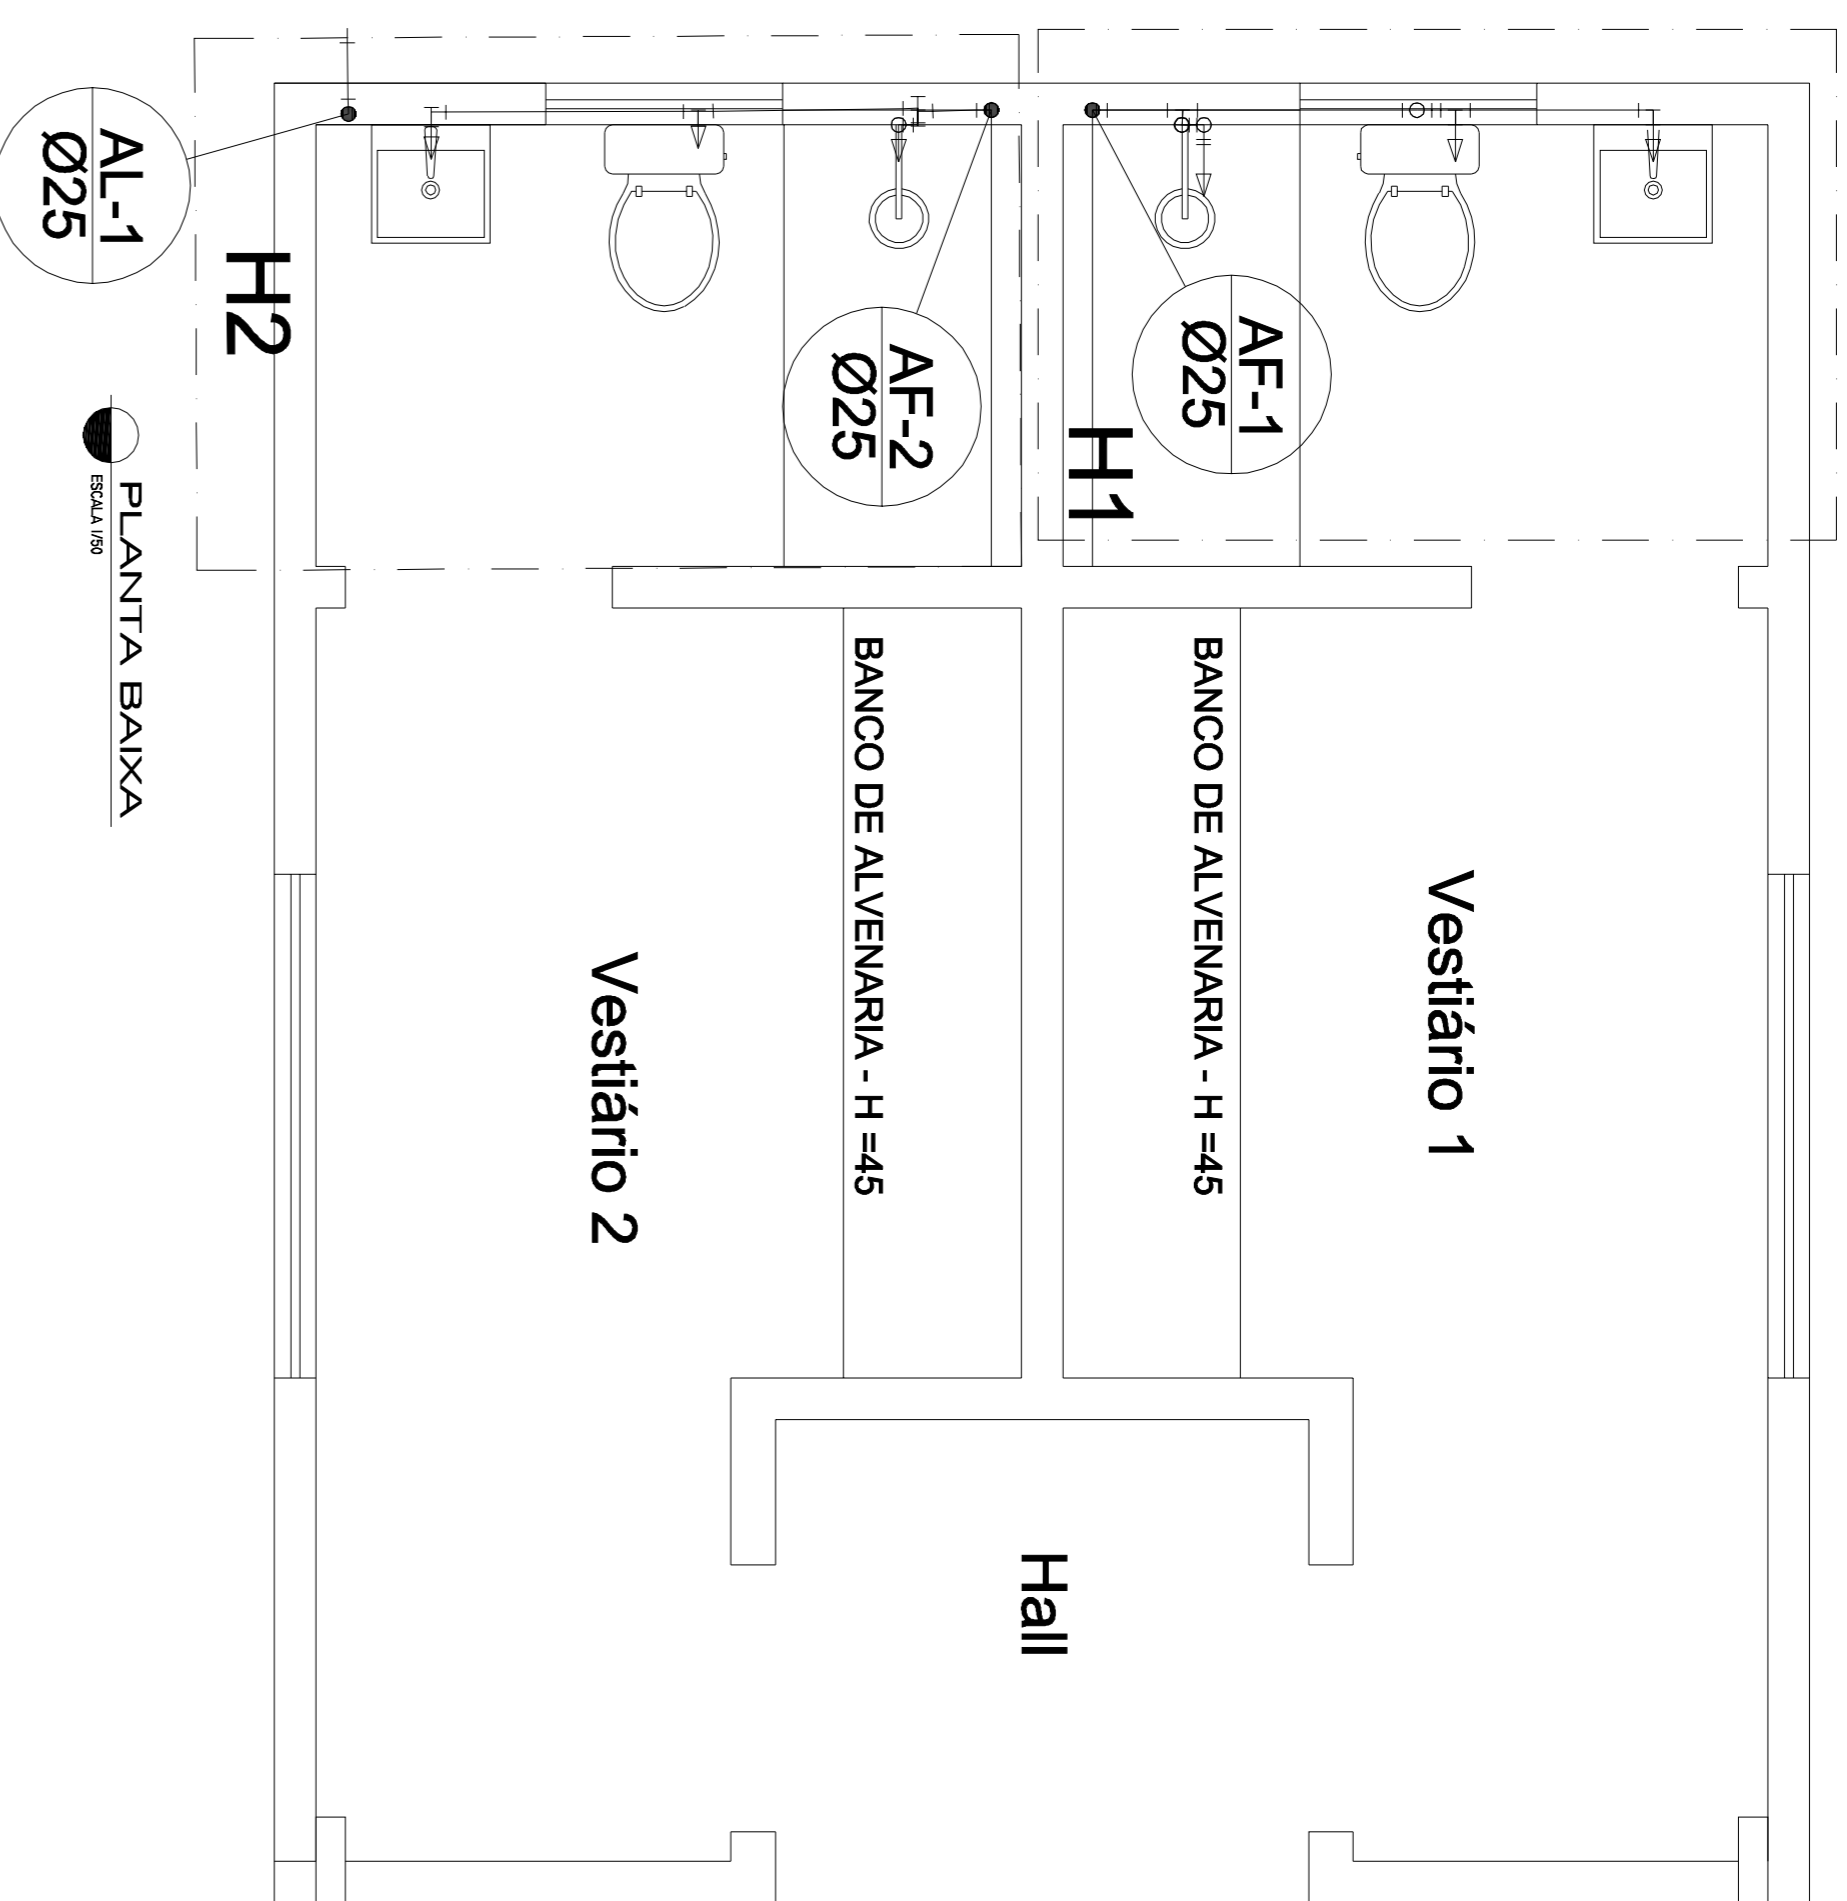 AL-1
Ø25
H2
AF-2
Ø25
AF-1
Ø25
H1
BANCO DE ALVENARIA - H =45
BANCO DE ALVENARIA - H =45
Vestiário 1
Vestiário 2
Hall
PLANTA BAIXA
ESCALA 1/50